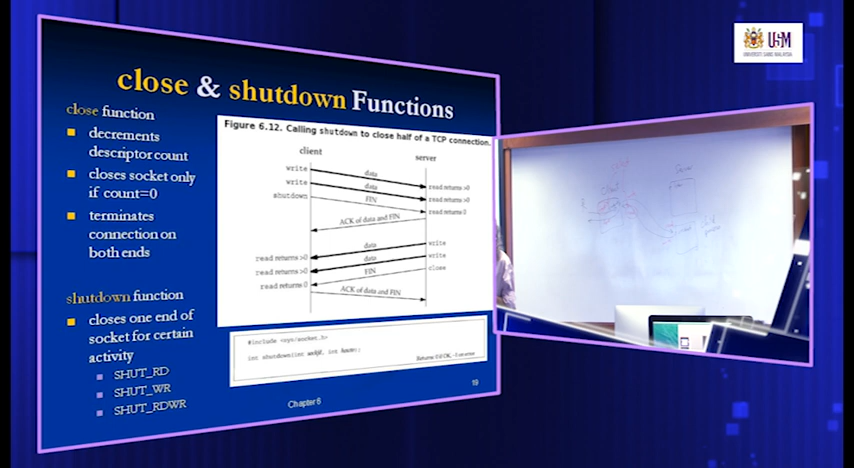 close & shutdown Functions
close function
decrements
descriptor count
closes socket only
if count=0
terminates
connection on
both ends
shutdown function
closes one end of
socket for certain
activity
SHUT_RD
SHUT_WR
SHUT_RDWR
Figure 6.12. Calling shutdown to close half of a TCP connection.
client
server
write
data
write
data
read returns >0
shutdown
FIN
read returns >0
read returns 0
ACK of data and FIN
data
write
read returns >0
data
write
read returns >0
FIN
close
read returns 0
ACK of data and FIN
#include <sys/socket.h>
int shutdown(int sockfd, int howto);
Returns: 0 if OK, -1 on error
Chapter 6
19
USM
UNIVERSITI SAINS MALAYSIA
Client
Server